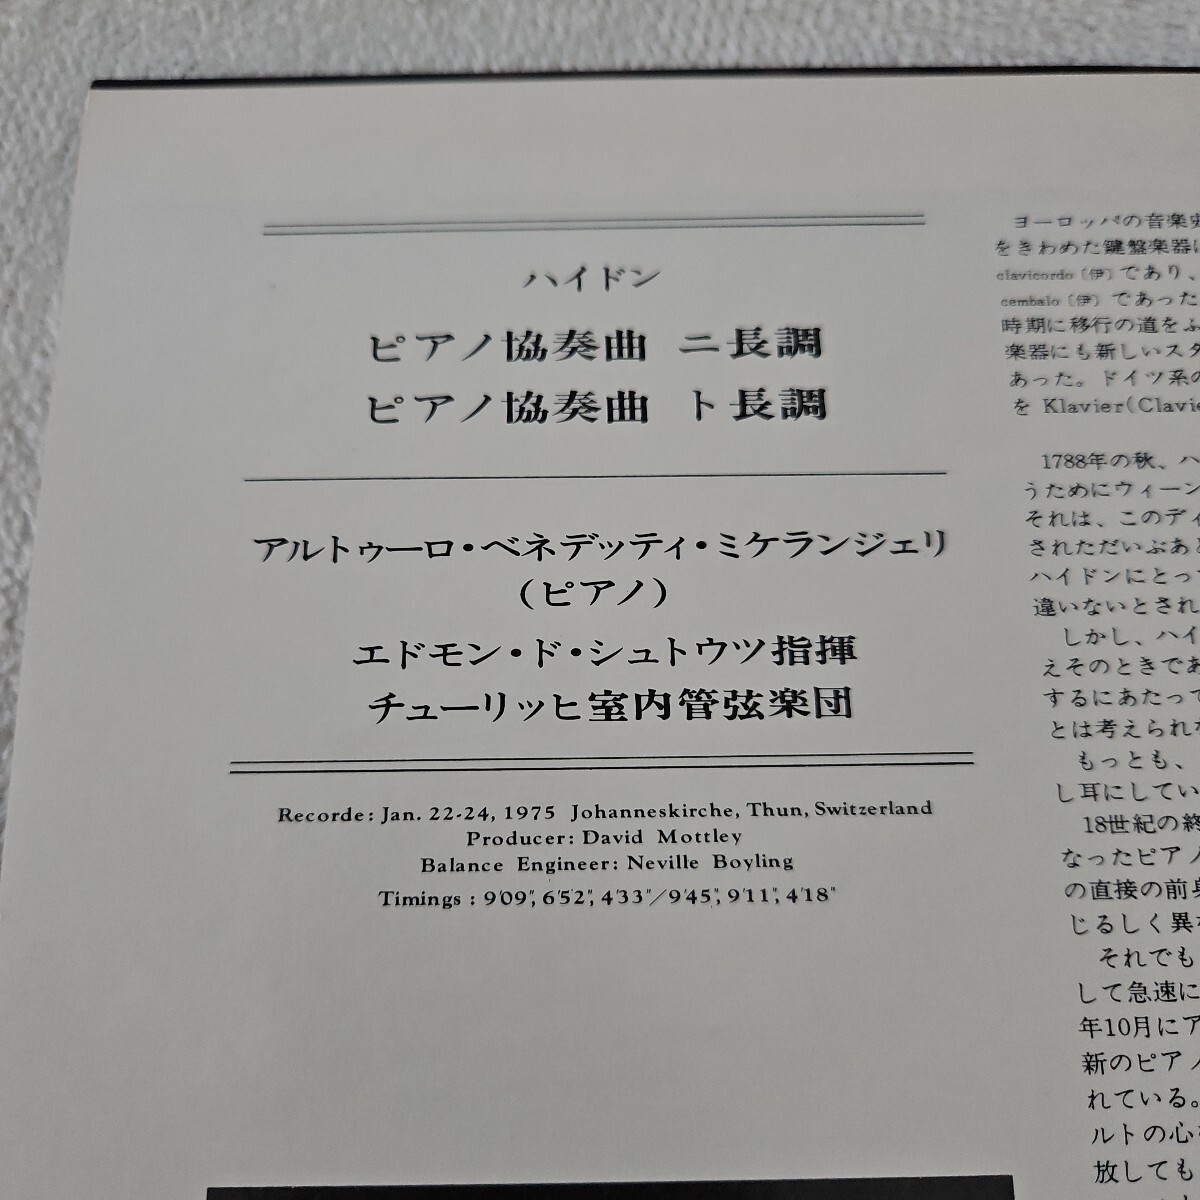 ハイドン
ピアノ協奏曲 ニ長調
ピアノ協奏曲 ト長調
アルトゥーロ・ベネデッティ・ミケランジェリ
(ピアノ)
エドモン・ド・シュトウツ指揮
チューリッヒ室内管弦楽団
Recorde: Jan. 22-24, 1975 Johanneskirche, Thun, Switzerland
Producer: David Mottley
Balance Engineer: Neville Boyling
Timings : 9'09", 6'52", 4'33"/9'45", 9'11", 4'18"
ヨーロッパの音楽史
をきわめた鍵盤楽器に
clavicordo〔伊〕であり、
cembalo〔伊〕であった
時期に移行の道をふ
楽器にも新しいスタ
あった。ドイツ系の
を Klavier(Clavie
1788年の秋、ハ
うためにウィーン
それは、このディ
されただいぶあと
ハイドンにとって
違いないとされ
しかし、ハイ
えそのときであ
するにあたって
とは考えられな
もっとも、
し耳にしてい
18世紀の終
なったピアノ
の直接の前身
じるしく異な
それでも
して急速に
年10月にア
新のピアノ
れている。
ルトの心を
放しても